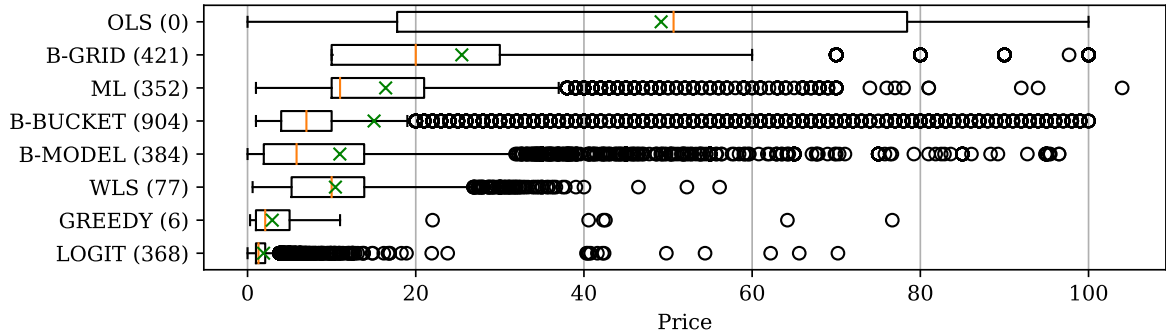 OLS (0)
B-GRID (421)
ML (352)
B-BUCKET (904)
B-MODEL (384)
WLS (77)
GREEDY (6)
LOGIT (368)
0 20 40 60 80 100
Price